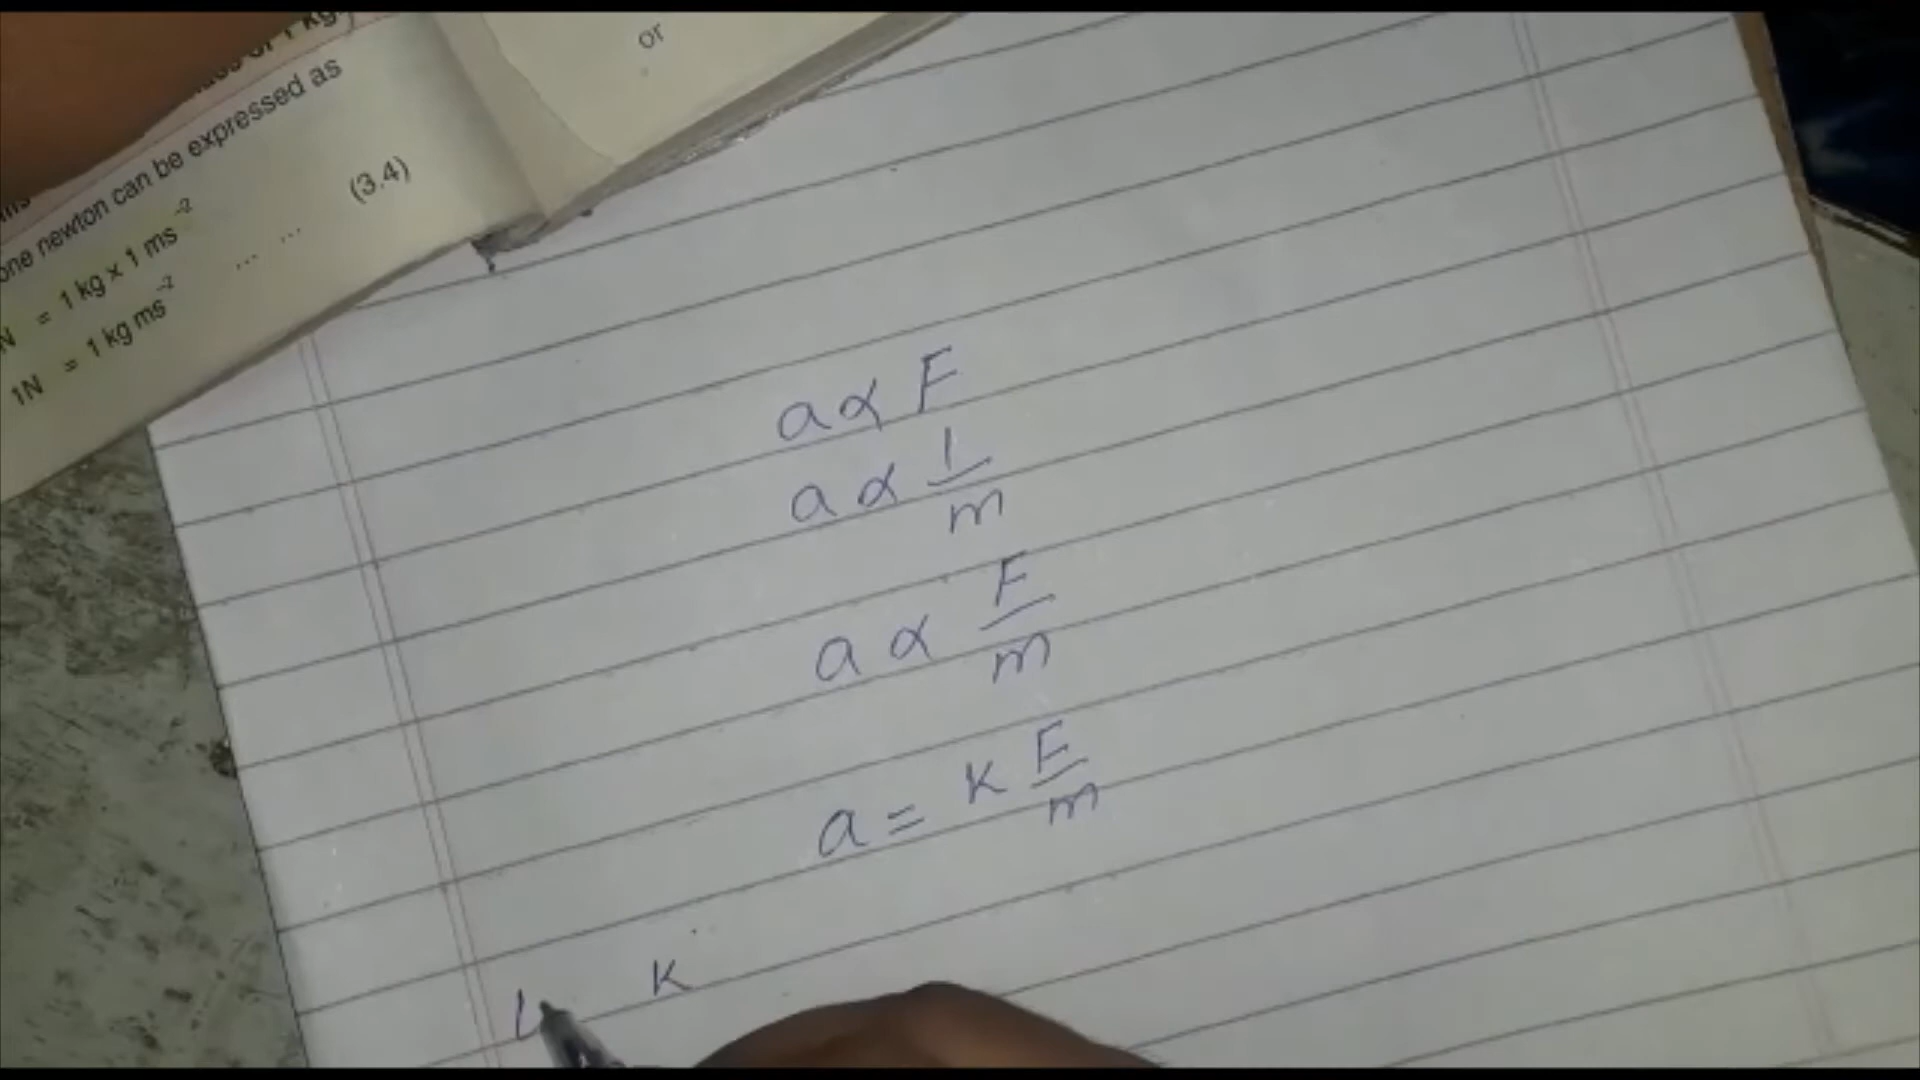 or
one newton can be expressed as
N = 1 kg x 1 ms⁻² (3.4)
1N = 1 kg ms⁻² ... ...
a ∝ F
a ∝ 1/m
a ∝ F/m
a = K F/m
K